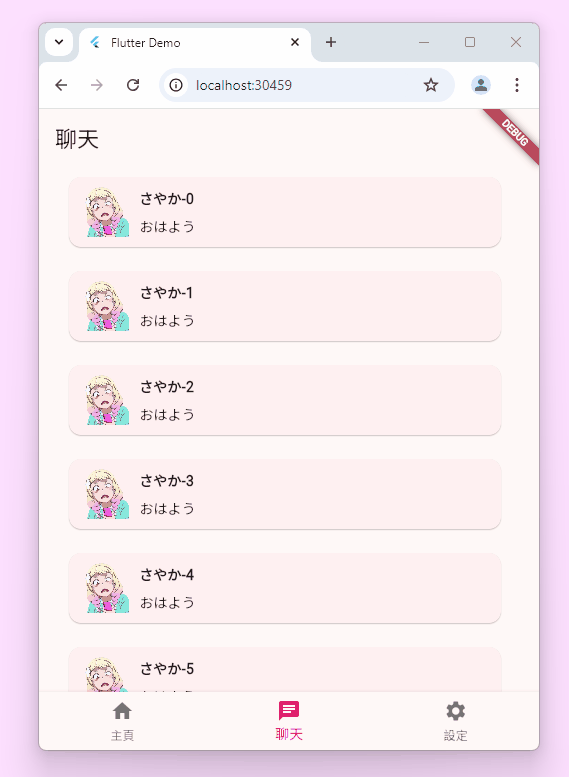 Flutter Demo
localhost:30459
DEBUG
聊天
さやか-0
おはよう
さやか-1
おはよう
さやか-2
おはよう
さやか-3
おはよう
さやか-4
おはよう
さやか-5
主頁
聊天
設定